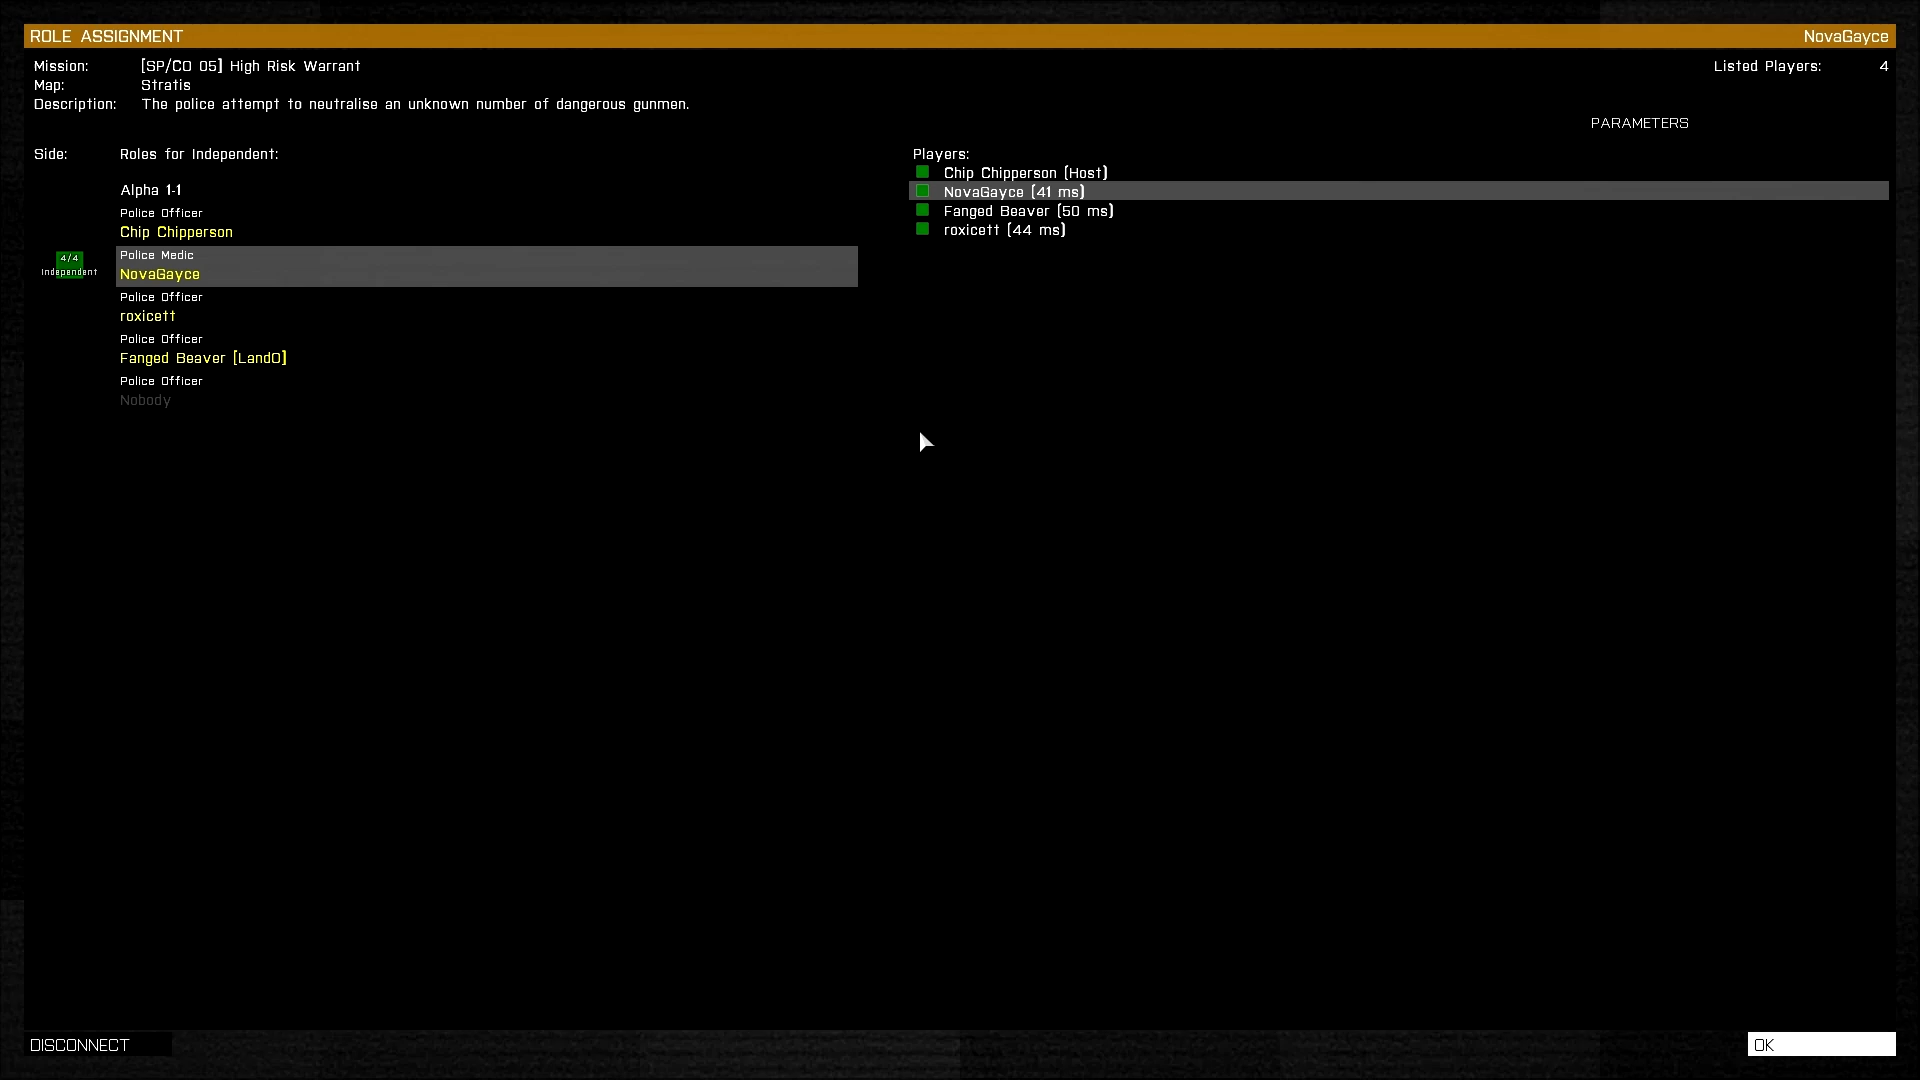 ROLE ASSIGNMENT NovaGayce
Mission: [SP/CO 05] High Risk Warrant Listed Players: 4
Map: Stratis
Description: The police attempt to neutralise an unknown number of dangerous gunmen.
PARAMETERS
Side: Roles for Independent: Players:
Chip Chipperson (Host)
Alpha 1-1 NovaGayce (41 ms)
Police Officer Fanged Beaver (50 ms)
Chip Chipperson roxicett (44 ms)
4/4 Police Medic
Independent NovaGayce
Police Officer
roxicett
Police Officer
Fanged Beaver [LandO]
Police Officer
Nobody
DISCONNECT OK